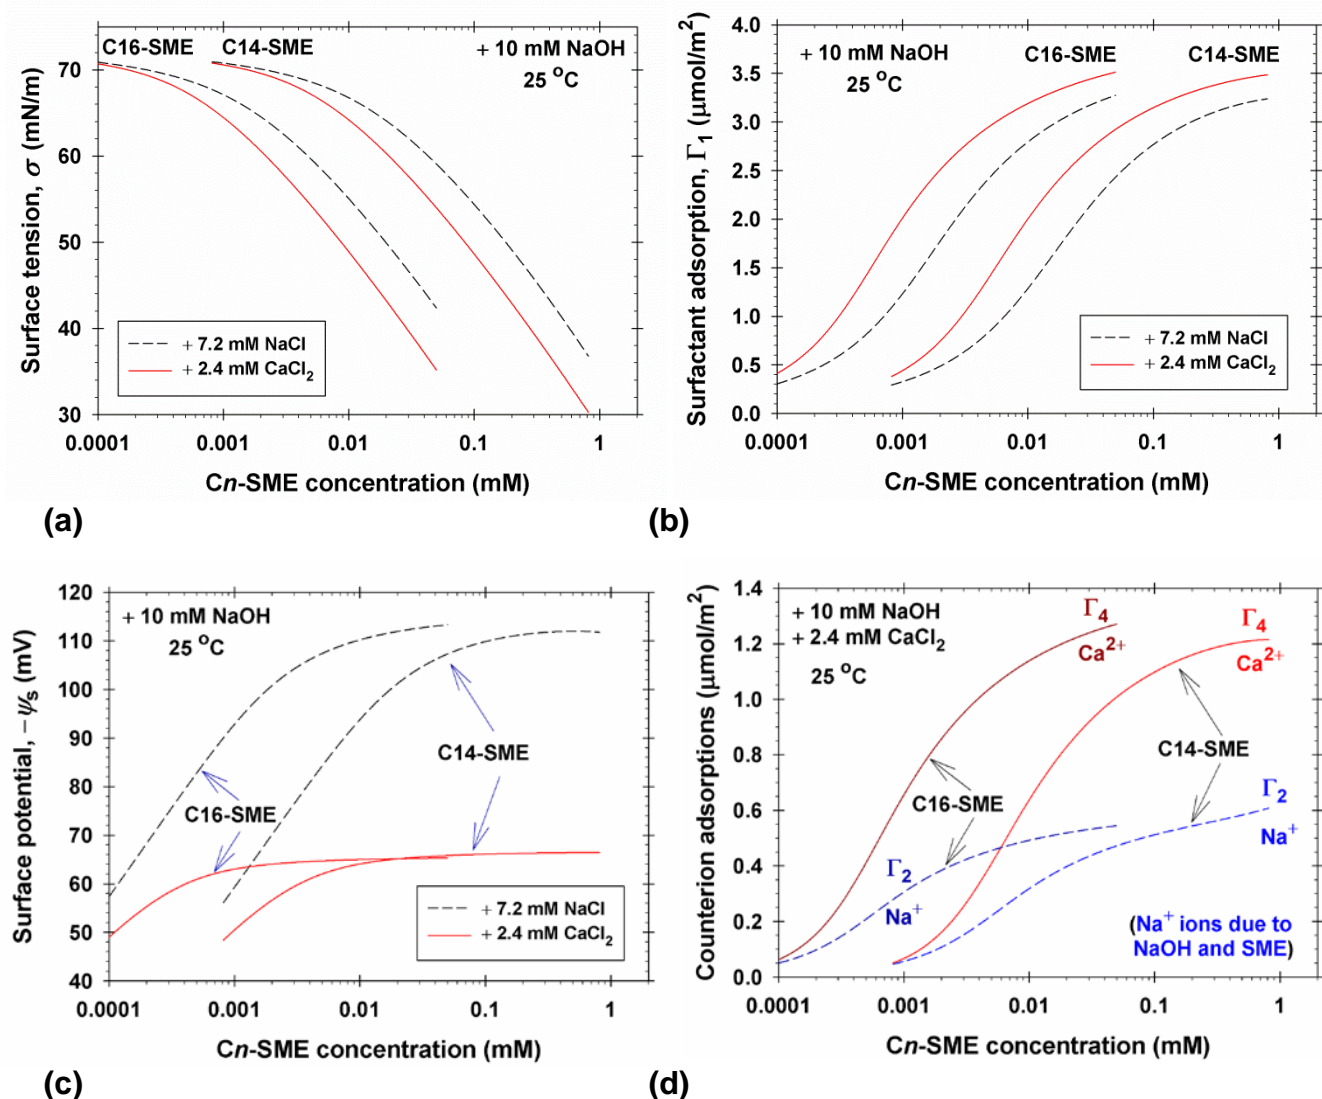 C16-SME C14-SME + 10 mM NaOH
25 °C
70
60
50
40
30
Surface tension, σ (mN/m)
+ 7.2 mM NaCl
+ 2.4 mM CaCl₂
0.0001 0.001 0.01 0.1 1
Cn-SME concentration (mM)
(a)
4.0
3.5
3.0
2.5
2.0
1.5
1.0
0.5
0.0
Surfactant adsorption, Γ₁ (μmol/m²)
+ 10 mM NaOH
25 °C
C16-SME C14-SME
+ 7.2 mM NaCl
+ 2.4 mM CaCl₂
0.0001 0.001 0.01 0.1 1
Cn-SME concentration (mM)
(b)
120
110
100
90
80
70
60
50
40
Surface potential, −ψₛ (mV)
+ 10 mM NaOH
25 °C
C14-SME
C16-SME
+ 7.2 mM NaCl
+ 2.4 mM CaCl₂
0.0001 0.001 0.01 0.1 1
Cn-SME concentration (mM)
(c)
1.4
1.2
1.0
0.8
0.6
0.4
0.2
0.0
Counterion adsorptions (μmol/m²)
+ 10 mM NaOH
+ 2.4 mM CaCl₂
25 °C
Γ₄
Ca²⁺
Γ₄
Ca²⁺
C14-SME
C16-SME
Γ₂
Na⁺
Γ₂
Na⁺
(Na⁺ ions due to
NaOH and SME)
0.0001 0.001 0.01 0.1 1
Cn-SME concentration (mM)
(d)